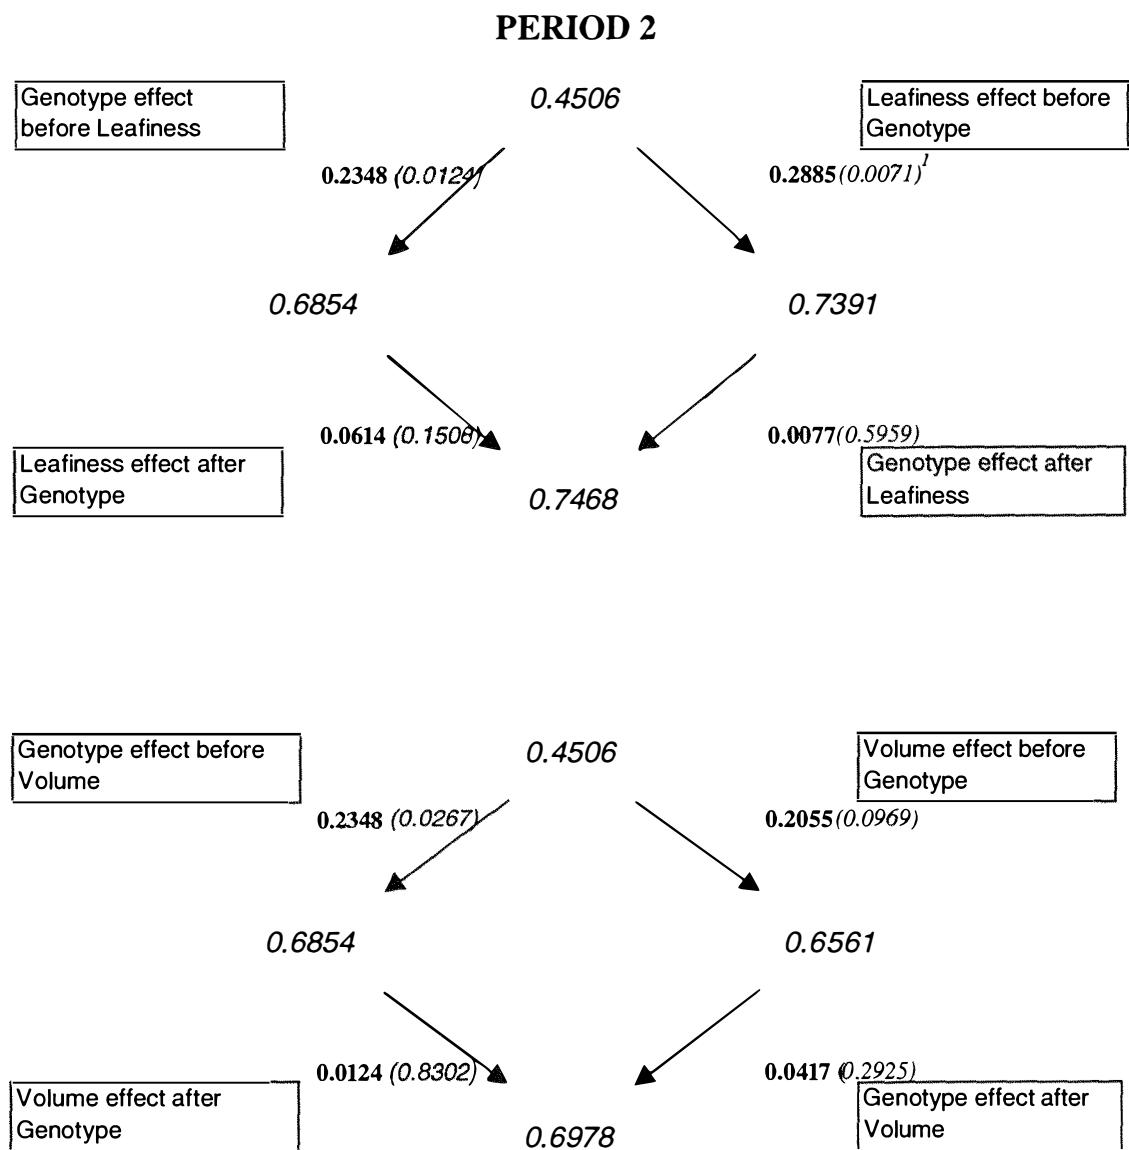 PERIOD 2
Genotype effect
before Leafiness
0.4506
Leafiness effect before
Genotype
0.2348 (0.0124)
0.2885(0.0071)1
0.6854
0.7391
0.0614 (0.1506)
0.0077(0.5959)
Leafiness effect after
Genotype
0.7468
Genotype effect after
Leafiness
Genotype effect before
Volume
0.4506
Volume effect before
Genotype
0.2348 (0.0267)
0.2055(0.0969)
0.6854
0.6561
0.0124 (0.8302)
0.0417 (0.2925)
Volume effect after
Genotype
0.6978
Genotype effect after
Volume